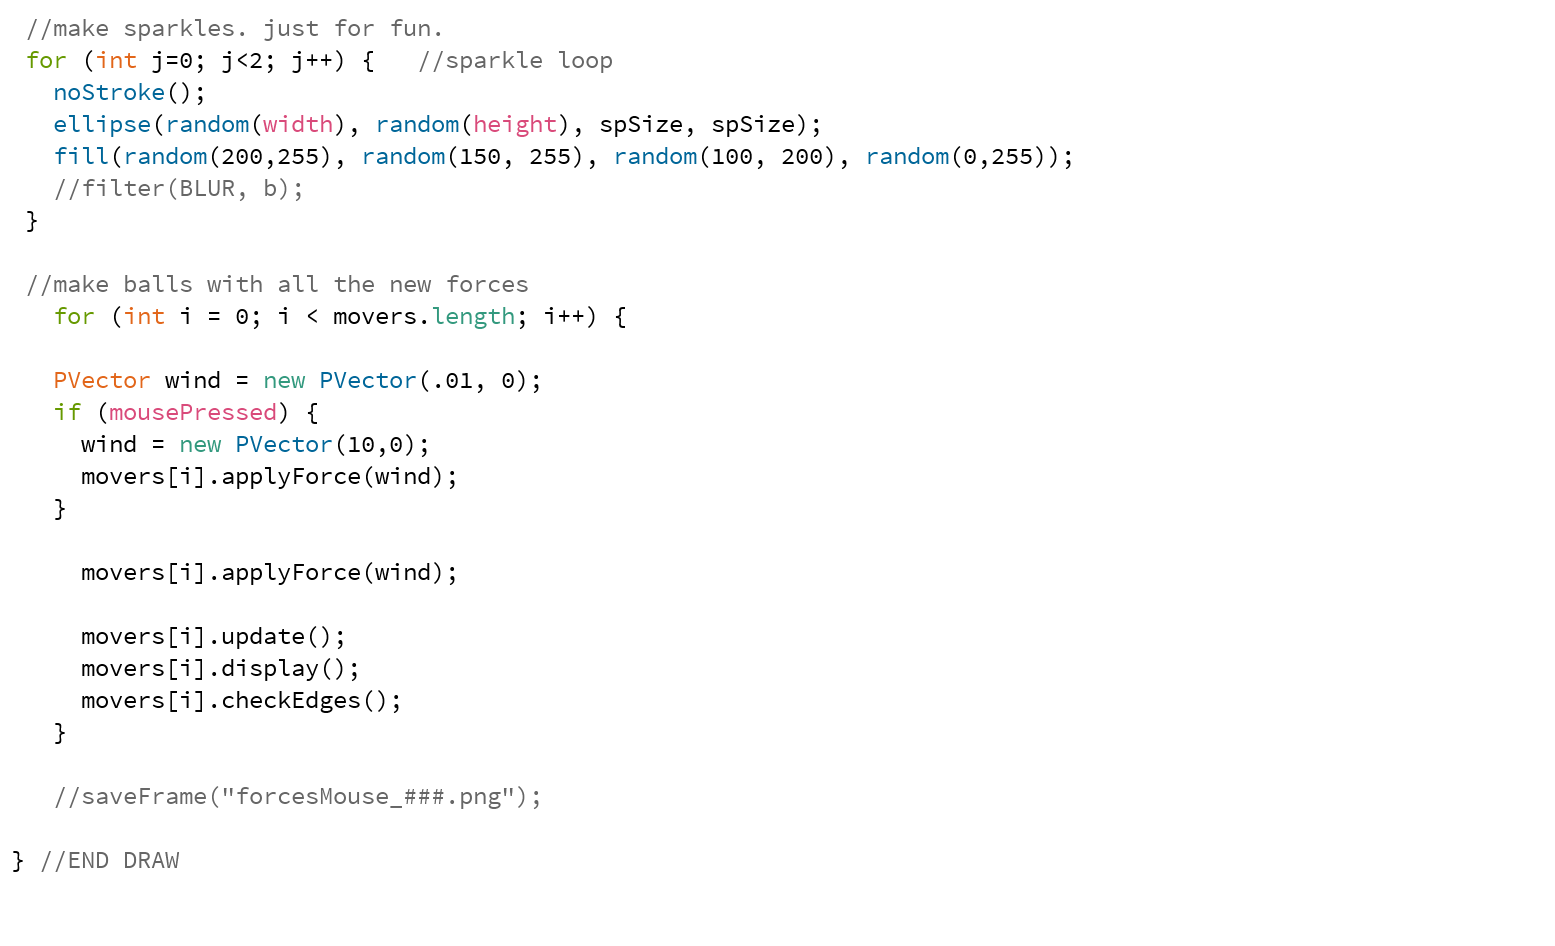 //make sparkles. just for fun.
for (int j=0; j<2; j++) {   //sparkle loop
noStroke();
ellipse(random(width), random(height), spSize, spSize);
fill(random(200,255), random(150, 255), random(100, 200), random(0,255));
//filter(BLUR, b);
}
//make balls with all the new forces
for (int i = 0; i < movers.length; i++) {
PVector wind = new PVector(.01, 0);
if (mousePressed) {
wind = new PVector(10,0);
movers[i].applyForce(wind);
}
movers[i].applyForce(wind);
movers[i].update();
movers[i].display();
movers[i].checkEdges();
}
//saveFrame("forcesMouse_###.png");
} //END DRAW